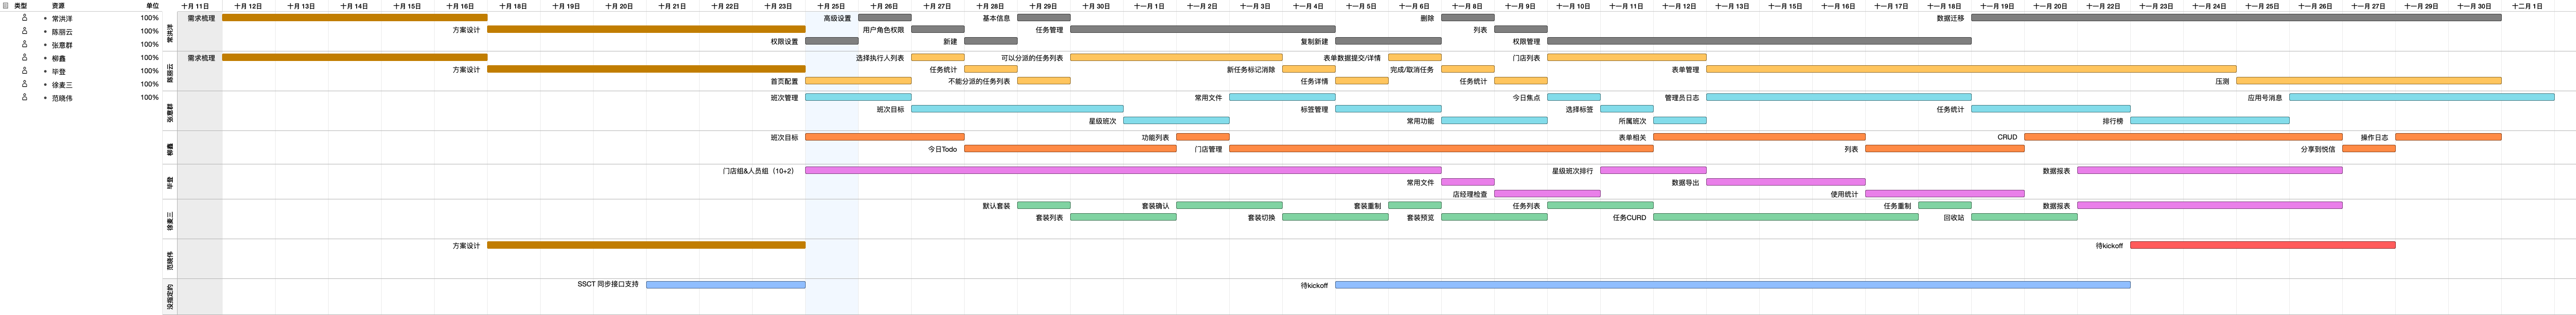 类型 资源 单位 十月 11日 十月 12日 十月 13日 十月 14日 十月 15日 十月 16日 十月 18日 十月 19日 十月 20日 十月 21日 十月 22日 十月 23日 十月 25日 十月 26日 十月 27日 十月 28日 十月 29日 十月 30日 十一月 1日 十一月 2日 十一月 3日 十一月 4日 十一月 5日 十一月 6日 十一月 8日 十一月 9日 十一月 10日 十一月 11日 十一月 12日 十一月 13日 十一月 15日 十一月 16日 十一月 17日 十一月 18日 十一月 19日 十一月 20日 十一月 22日 十一月 23日 十一月 24日 十一月 25日 十一月 26日 十一月 27日 十一月 29日 十一月 30日 十二月 1日
• 常洪洋 100%
• 陈丽云 100%
• 张意群 100%
• 柳鑫 100%
• 毕登 100%
• 徐麦三 100%
• 范晓伟 100%
常洪洋
需求梳理 高级设置 基本信息 删除 数据迁移
方案设计 用户角色权限 任务管理 列表
权限设置 新建 复制新建 权限管理
陈丽云
需求梳理 选择执行人列表 可以分派的任务列表 表单数据提交/详情 门店列表
方案设计 任务统计 新任务标记消除 完成/取消任务 表单管理
首页配置 不能分派的任务列表 任务详情 任务统计 压测
张意群
班次管理 常用文件 今日焦点 管理员日志 应用号消息
班次目标 标签管理 选择标签 任务统计
星级班次 常用功能 所属班次 排行榜
柳鑫
班次目标 功能列表 表单相关 CRUD 操作日志
今日Todo 门店管理 列表 分享到悦信
毕登
门店组&人员组（10+2） 星级班次排行 数据报表
常用文件 数据导出
店经理检查 使用统计
徐麦三
默认套装 套装确认 套装重制 任务列表 任务重制 数据报表
套装列表 套装切换 套装预览 任务CURD 回收站
范晓伟
方案设计 待kickoff
没指定的
SSCT 同步接口支持 待kickoff